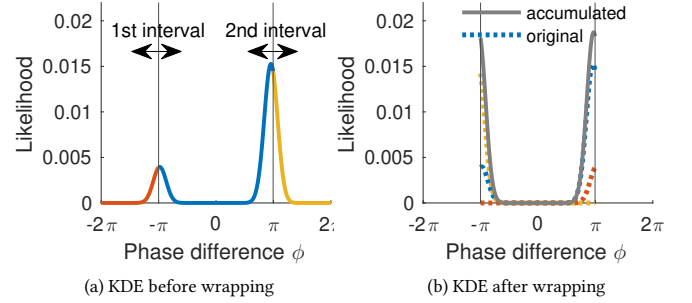 1st interval
2nd interval
0.02
0.015
0.01
0.005
0
Likelihood
-2π
-π
0
π
2π
Phase difference ϕ
(a) KDE before wrapping
accumulated
original
0.02
0.015
0.01
0.005
0
Likelihood
-2π
-π
0
π
2π
Phase difference ϕ
(b) KDE after wrapping